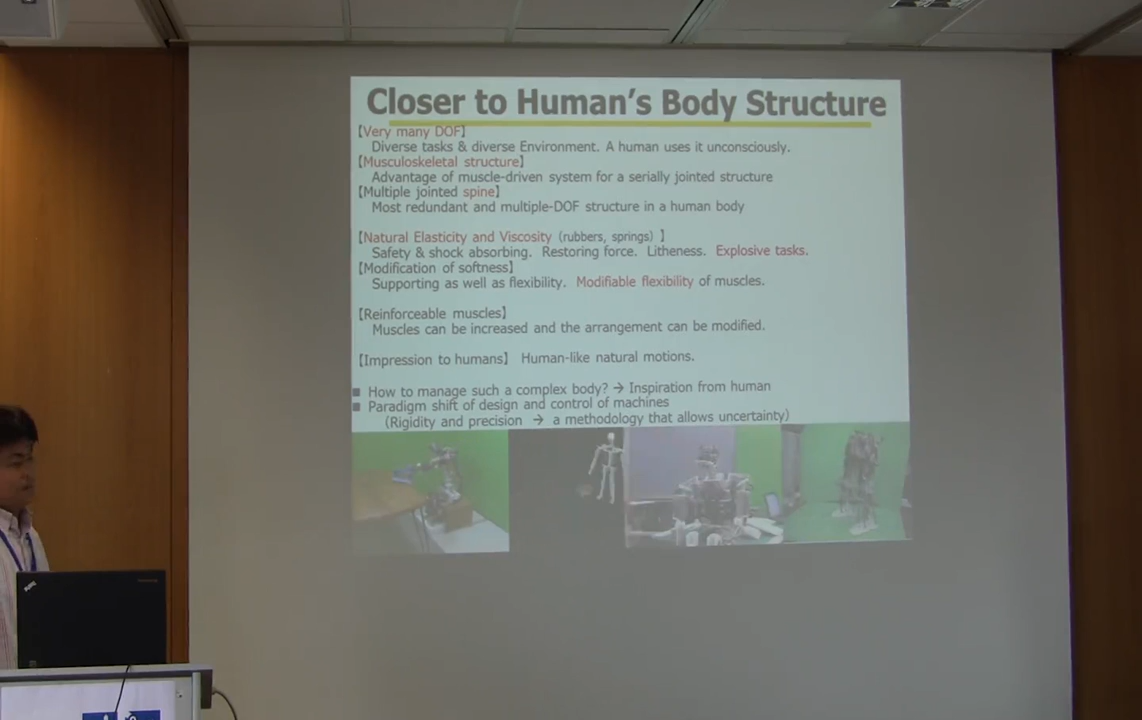 Closer to Human's Body Structure
【Very many DOF】
Diverse tasks & diverse Environment. A human uses it unconsciously.
【Musculoskeletal structure】
Advantage of muscle-driven system for a serially jointed structure
【Multiple jointed spine】
Most redundant and multiple-DOF structure in a human body
【Natural Elasticity and Viscosity (rubbers, springs) 】
Safety & shock absorbing. Restoring force. Litheness. Explosive tasks.
【Modification of softness】
Supporting as well as flexibility. Modifiable flexibility of muscles.
【Reinforceable muscles】
Muscles can be increased and the arrangement can be modified.
【Impression to humans】 Human-like natural motions.
■ How to manage such a complex body? → Inspiration from human
■ Paradigm shift of design and control of machines
(Rigidity and precision → a methodology that allows uncertainty)